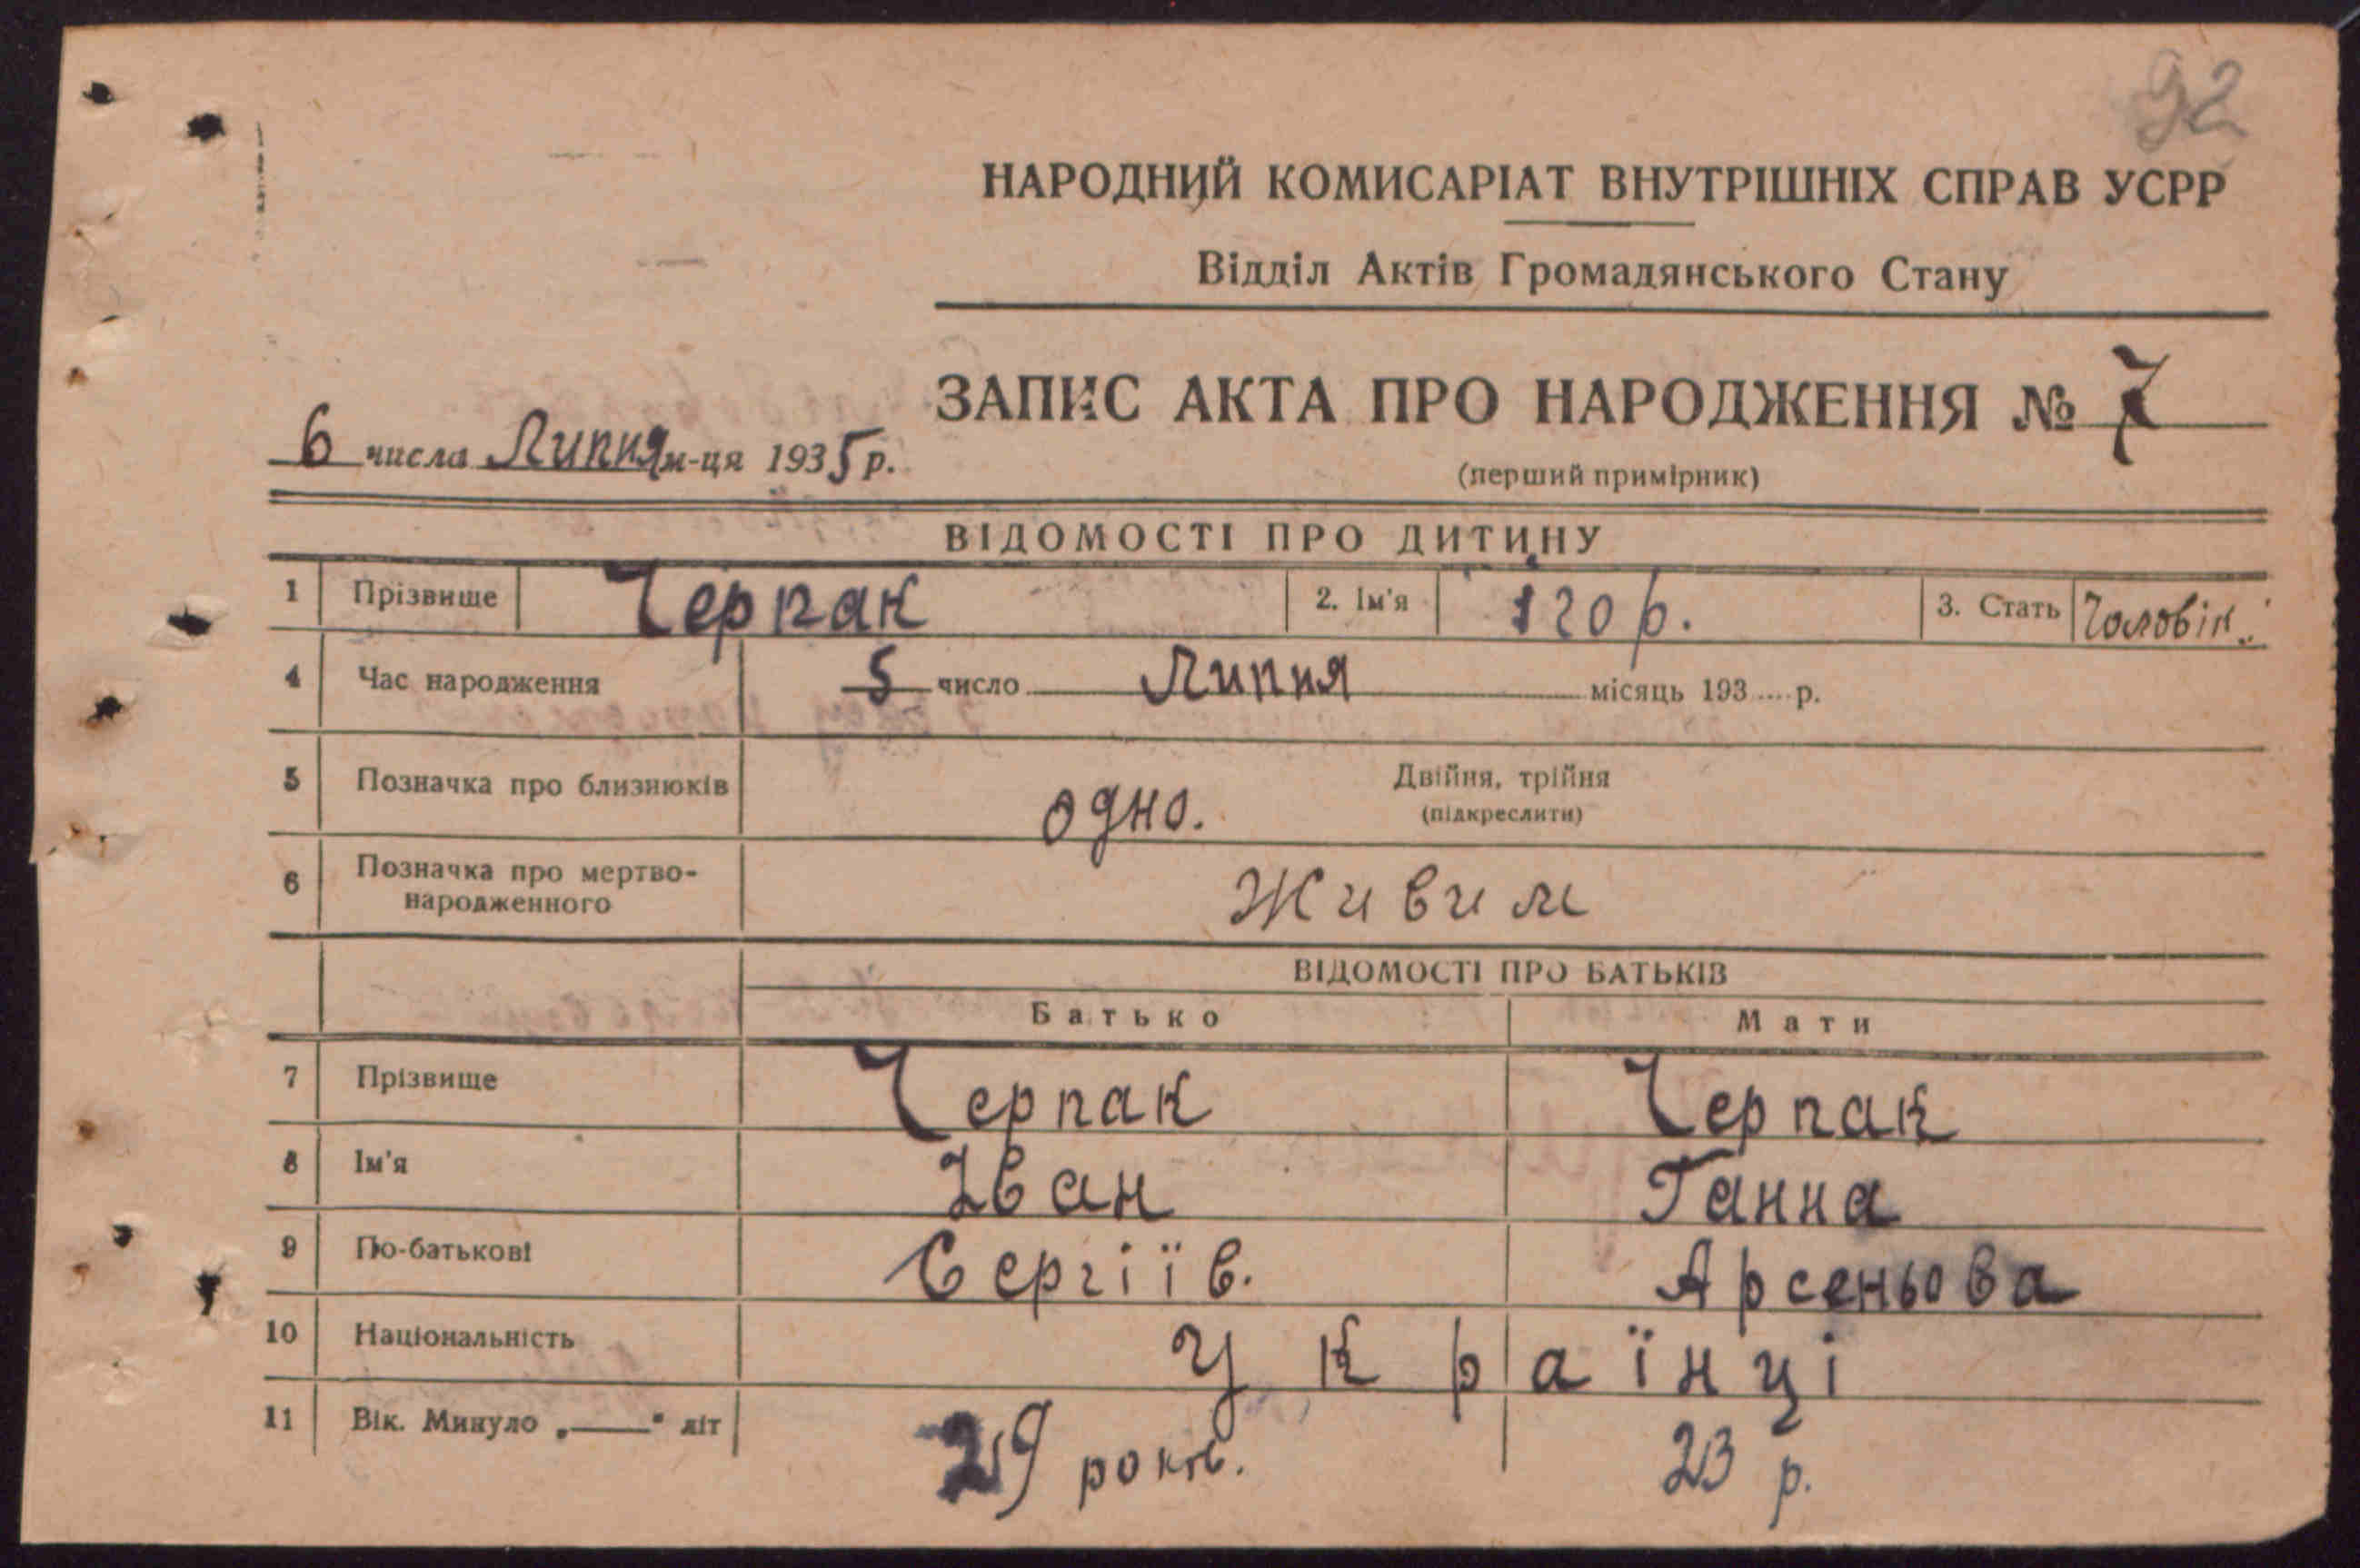 92
НАРОДНИЙ КОМИСАРІАТ ВНУТРІШНІХ СПРАВ УСРР
Відділ Актів Громадянського Стану
ЗАПИС АКТА ПРО НАРОДЖЕННЯ № 7
6 числа Липня м-ця 1935 р.
(перший примірник)
ВІДОМОСТІ ПРО ДИТИНУ
1 Прізвище Черпак 2. Ім'я Ігор. 3. Стать Чоловік.
4 Час народження 5 число Липня місяць 193.... р.
5 Позначка про близнюків одно. Двійня, трійня
(підкреслити)
6 Позначка про мертво-
народженного Живим
ВІДОМОСТІ ПРО БАТЬКІВ
Батько Мати
7 Прізвище Черпак Черпак
8 Ім'я Іван Ганна
9 По-батькові Сергіїв. Арсеньова
10 Національність Українці
11 Вік. Минуло „——" літ 29 років. 23 р.